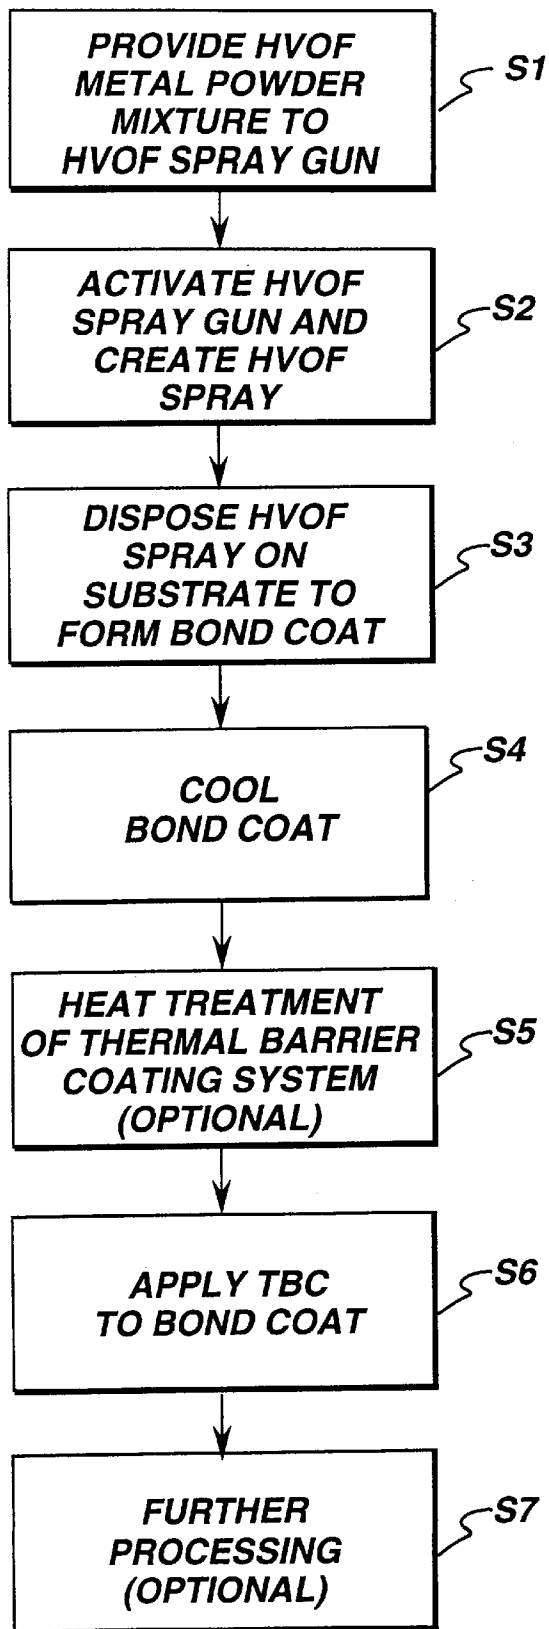 PROVIDE HVOF
METAL POWDER
MIXTURE TO
HVOF SPRAY GUN
S1
ACTIVATE HVOF
SPRAY GUN AND
CREATE HVOF
SPRAY
S2
DISPOSE HVOF
SPRAY ON
SUBSTRATE TO
FORM BOND COAT
S3
COOL
BOND COAT
S4
HEAT TREATMENT
OF THERMAL BARRIER
COATING SYSTEM
(OPTIONAL)
S5
APPLY TBC
TO BOND COAT
S6
FURTHER
PROCESSING
(OPTIONAL)
S7